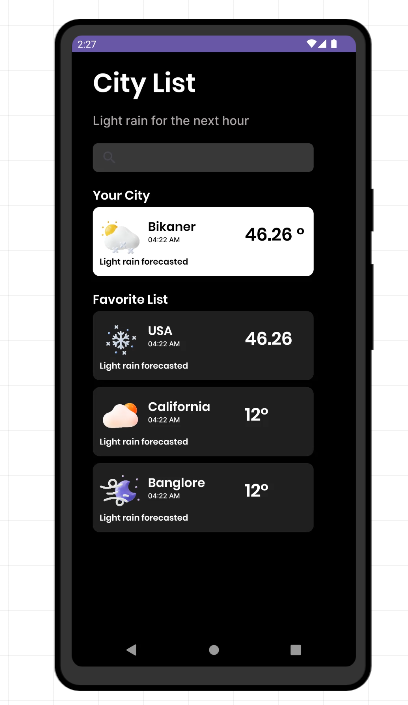 2:27
City List
Light rain for the next hour
Your City
Bikaner
04:22 AM
46.26 °
Light rain forecasted
Favorite List
USA
04:22 AM
46.26
Light rain forecasted
California
04:22 AM
12°
Light rain forecasted
Banglore
04:22 AM
12°
Light rain forecasted